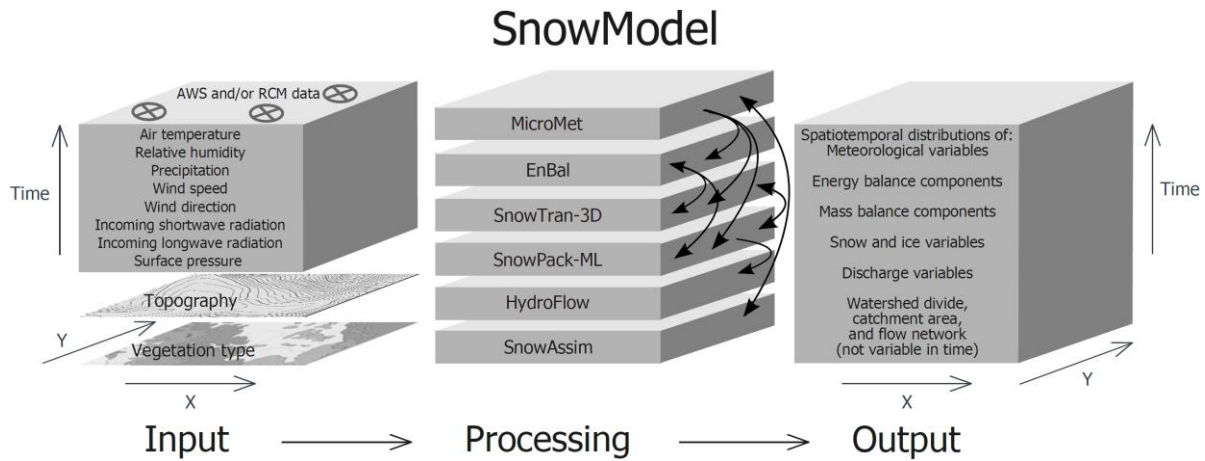 SnowModel
AWS and/or RCM data
Air temperature
Relative humidity
Precipitation
Wind speed
Wind direction
Incoming shortwave radiation
Incoming longwave radiation
Surface pressure
Time
Topography
Vegetation type
Y
X
MicroMet
EnBal
SnowTran-3D
SnowPack-ML
HydroFlow
SnowAssim
Spatiotemporal distributions of:
Meteorological variables
Energy balance components
Mass balance components
Snow and ice variables
Discharge variables
Watershed divide,
catchment area,
and flow network
(not variable in time)
Time
Y
X
Input
Processing
Output